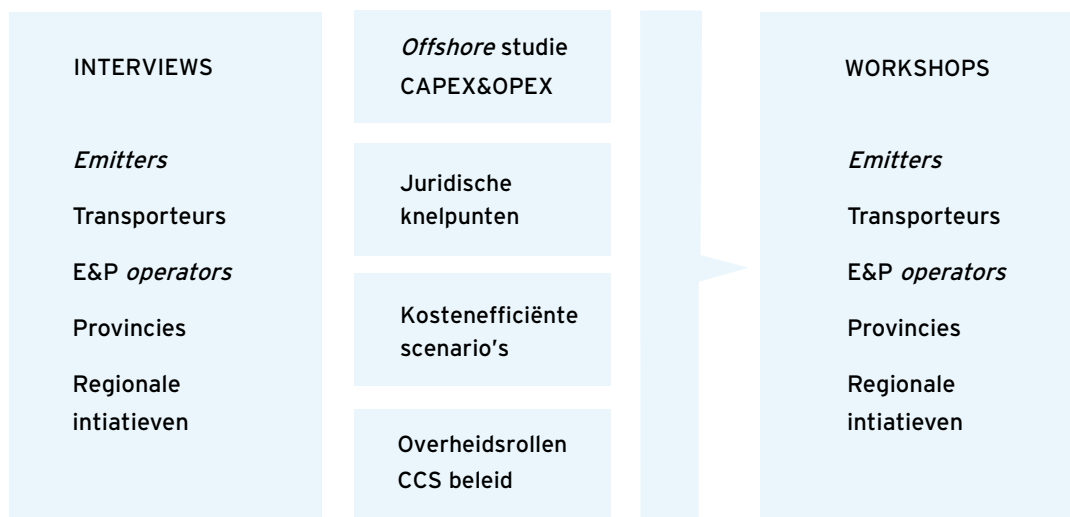 INTERVIEWS
Emitters
Transporteurs
E&P operators
Provincies
Regionale
intiatieven
Offshore studie
CAPEX&OPEX
Juridische
knelpunten
Kostenefficiënte
scenario's
Overheidsrollen
CCS beleid
WORKSHOPS
Emitters
Transporteurs
E&P operators
Provincies
Regionale
intiatieven